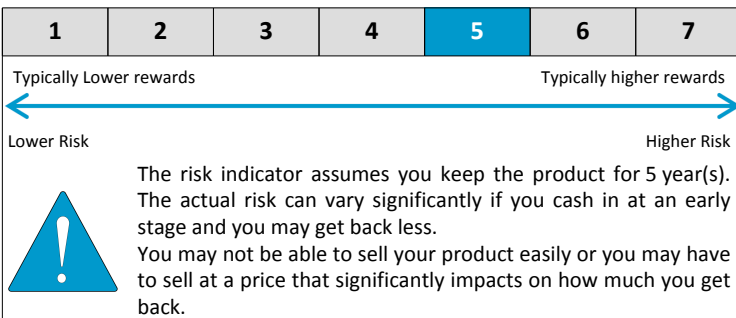 1 2 3 4 5 6 7
Typically Lower rewards Typically higher rewards
Lower Risk Higher Risk
The risk indicator assumes you keep the product for 5 year(s).
The actual risk can vary significantly if you cash in at an early
stage and you may get back less.
You may not be able to sell your product easily or you may have
to sell at a price that significantly impacts on how much you get
back.